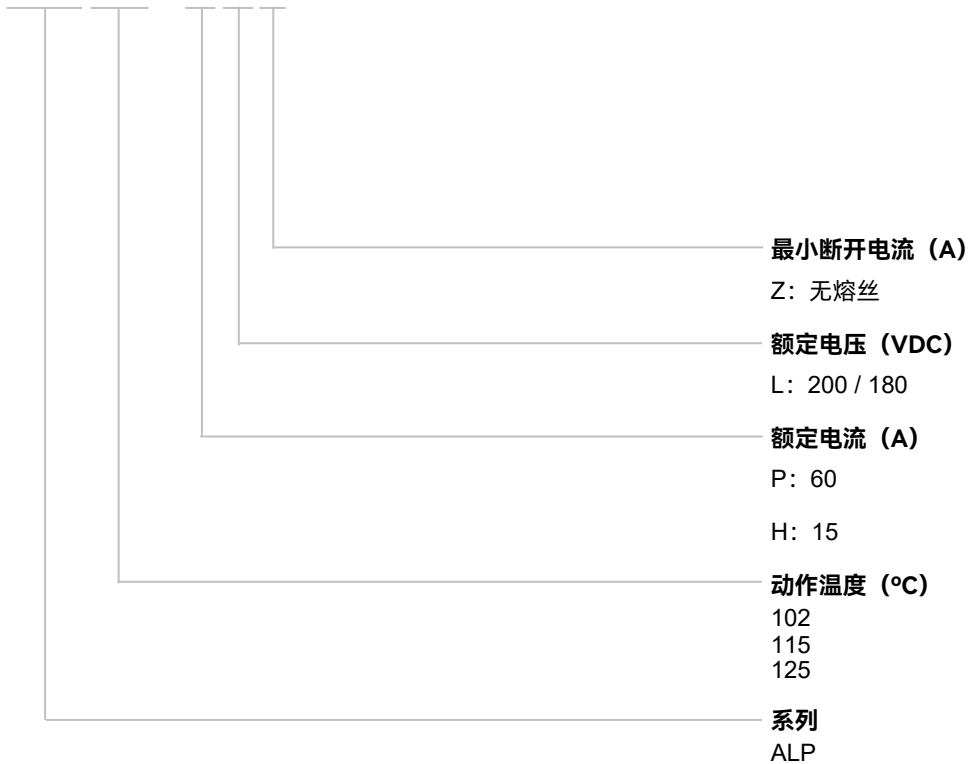 最小断开电流（A）
Z：无熔丝
额定电压（VDC）
L：200 / 180
额定电流（A）
P：60
H：15
动作温度（ºC）
102
115
125
系列
ALP